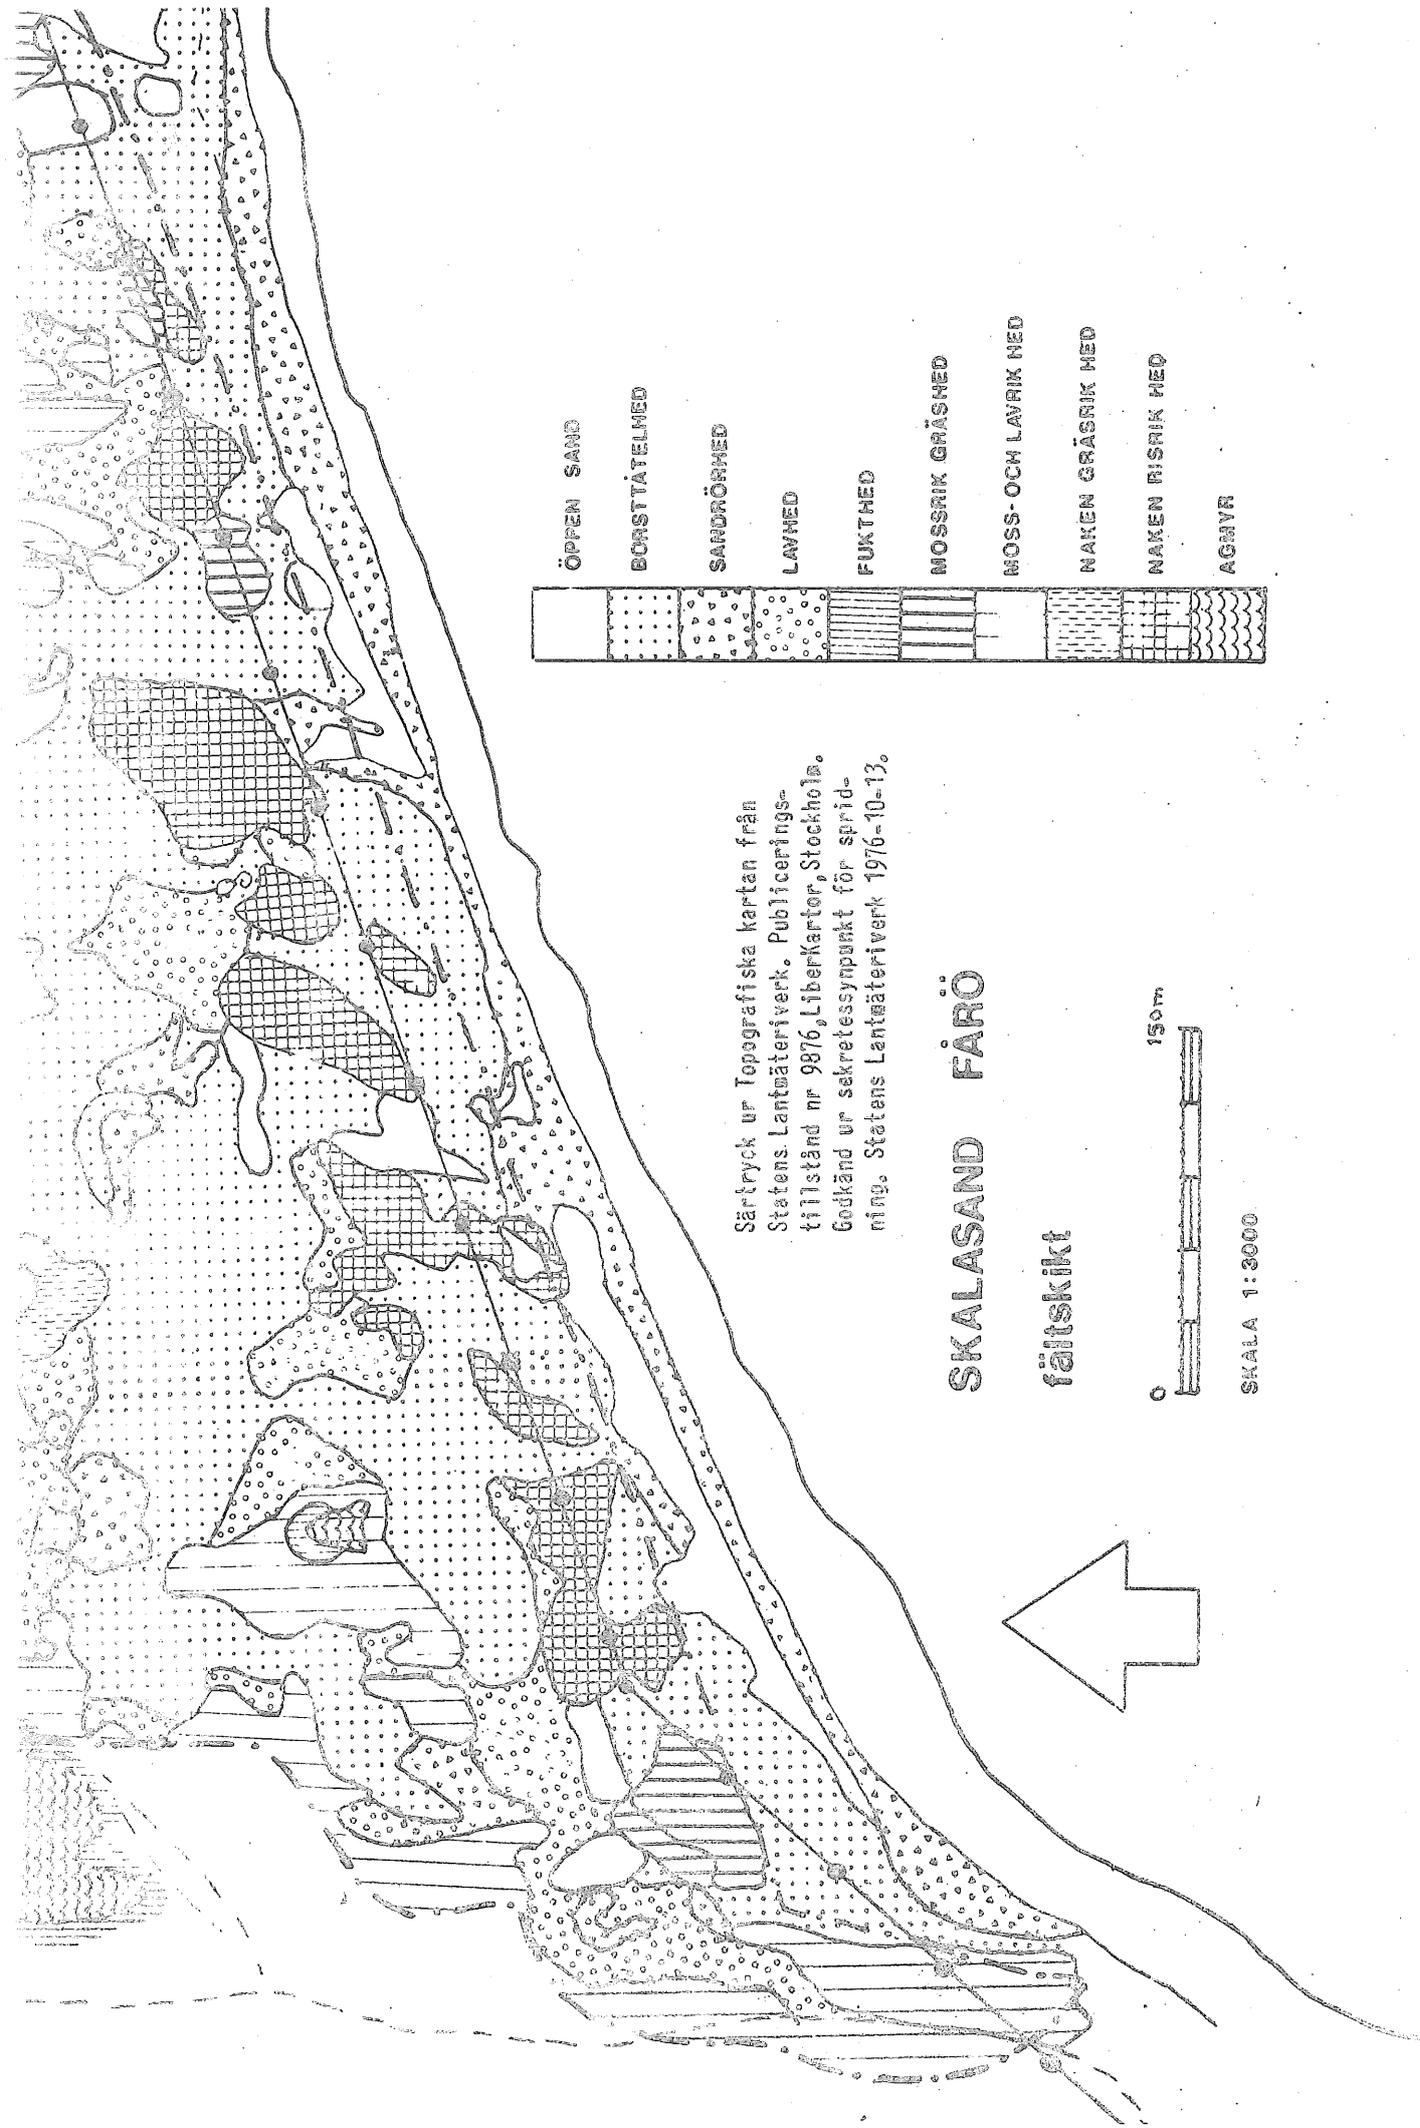 ÖPPEN SAND
BORSTTÅTELHED
SANDRÖRHED
LAVHED
FUKTHED
MOSSRIK GRÄSHED
MOSS- OCH LAVRIK HED
NAKEN GRÄSRIK HED
NAKEN RISRIK HED
AGMYR
Särtryck ur Topografiska kartan från
Statens Lantmäteriverk. Publicerings-
tillstånd nr 9876, LiberKartor, Stockholm.
Godkänd ur sekretessynpunkt för sprid-
ning. Statens Lantmäteriverk 1976-10-13.
SKALASAND FÅRÖ
fältskikt
0 150m
SKALA 1:3000